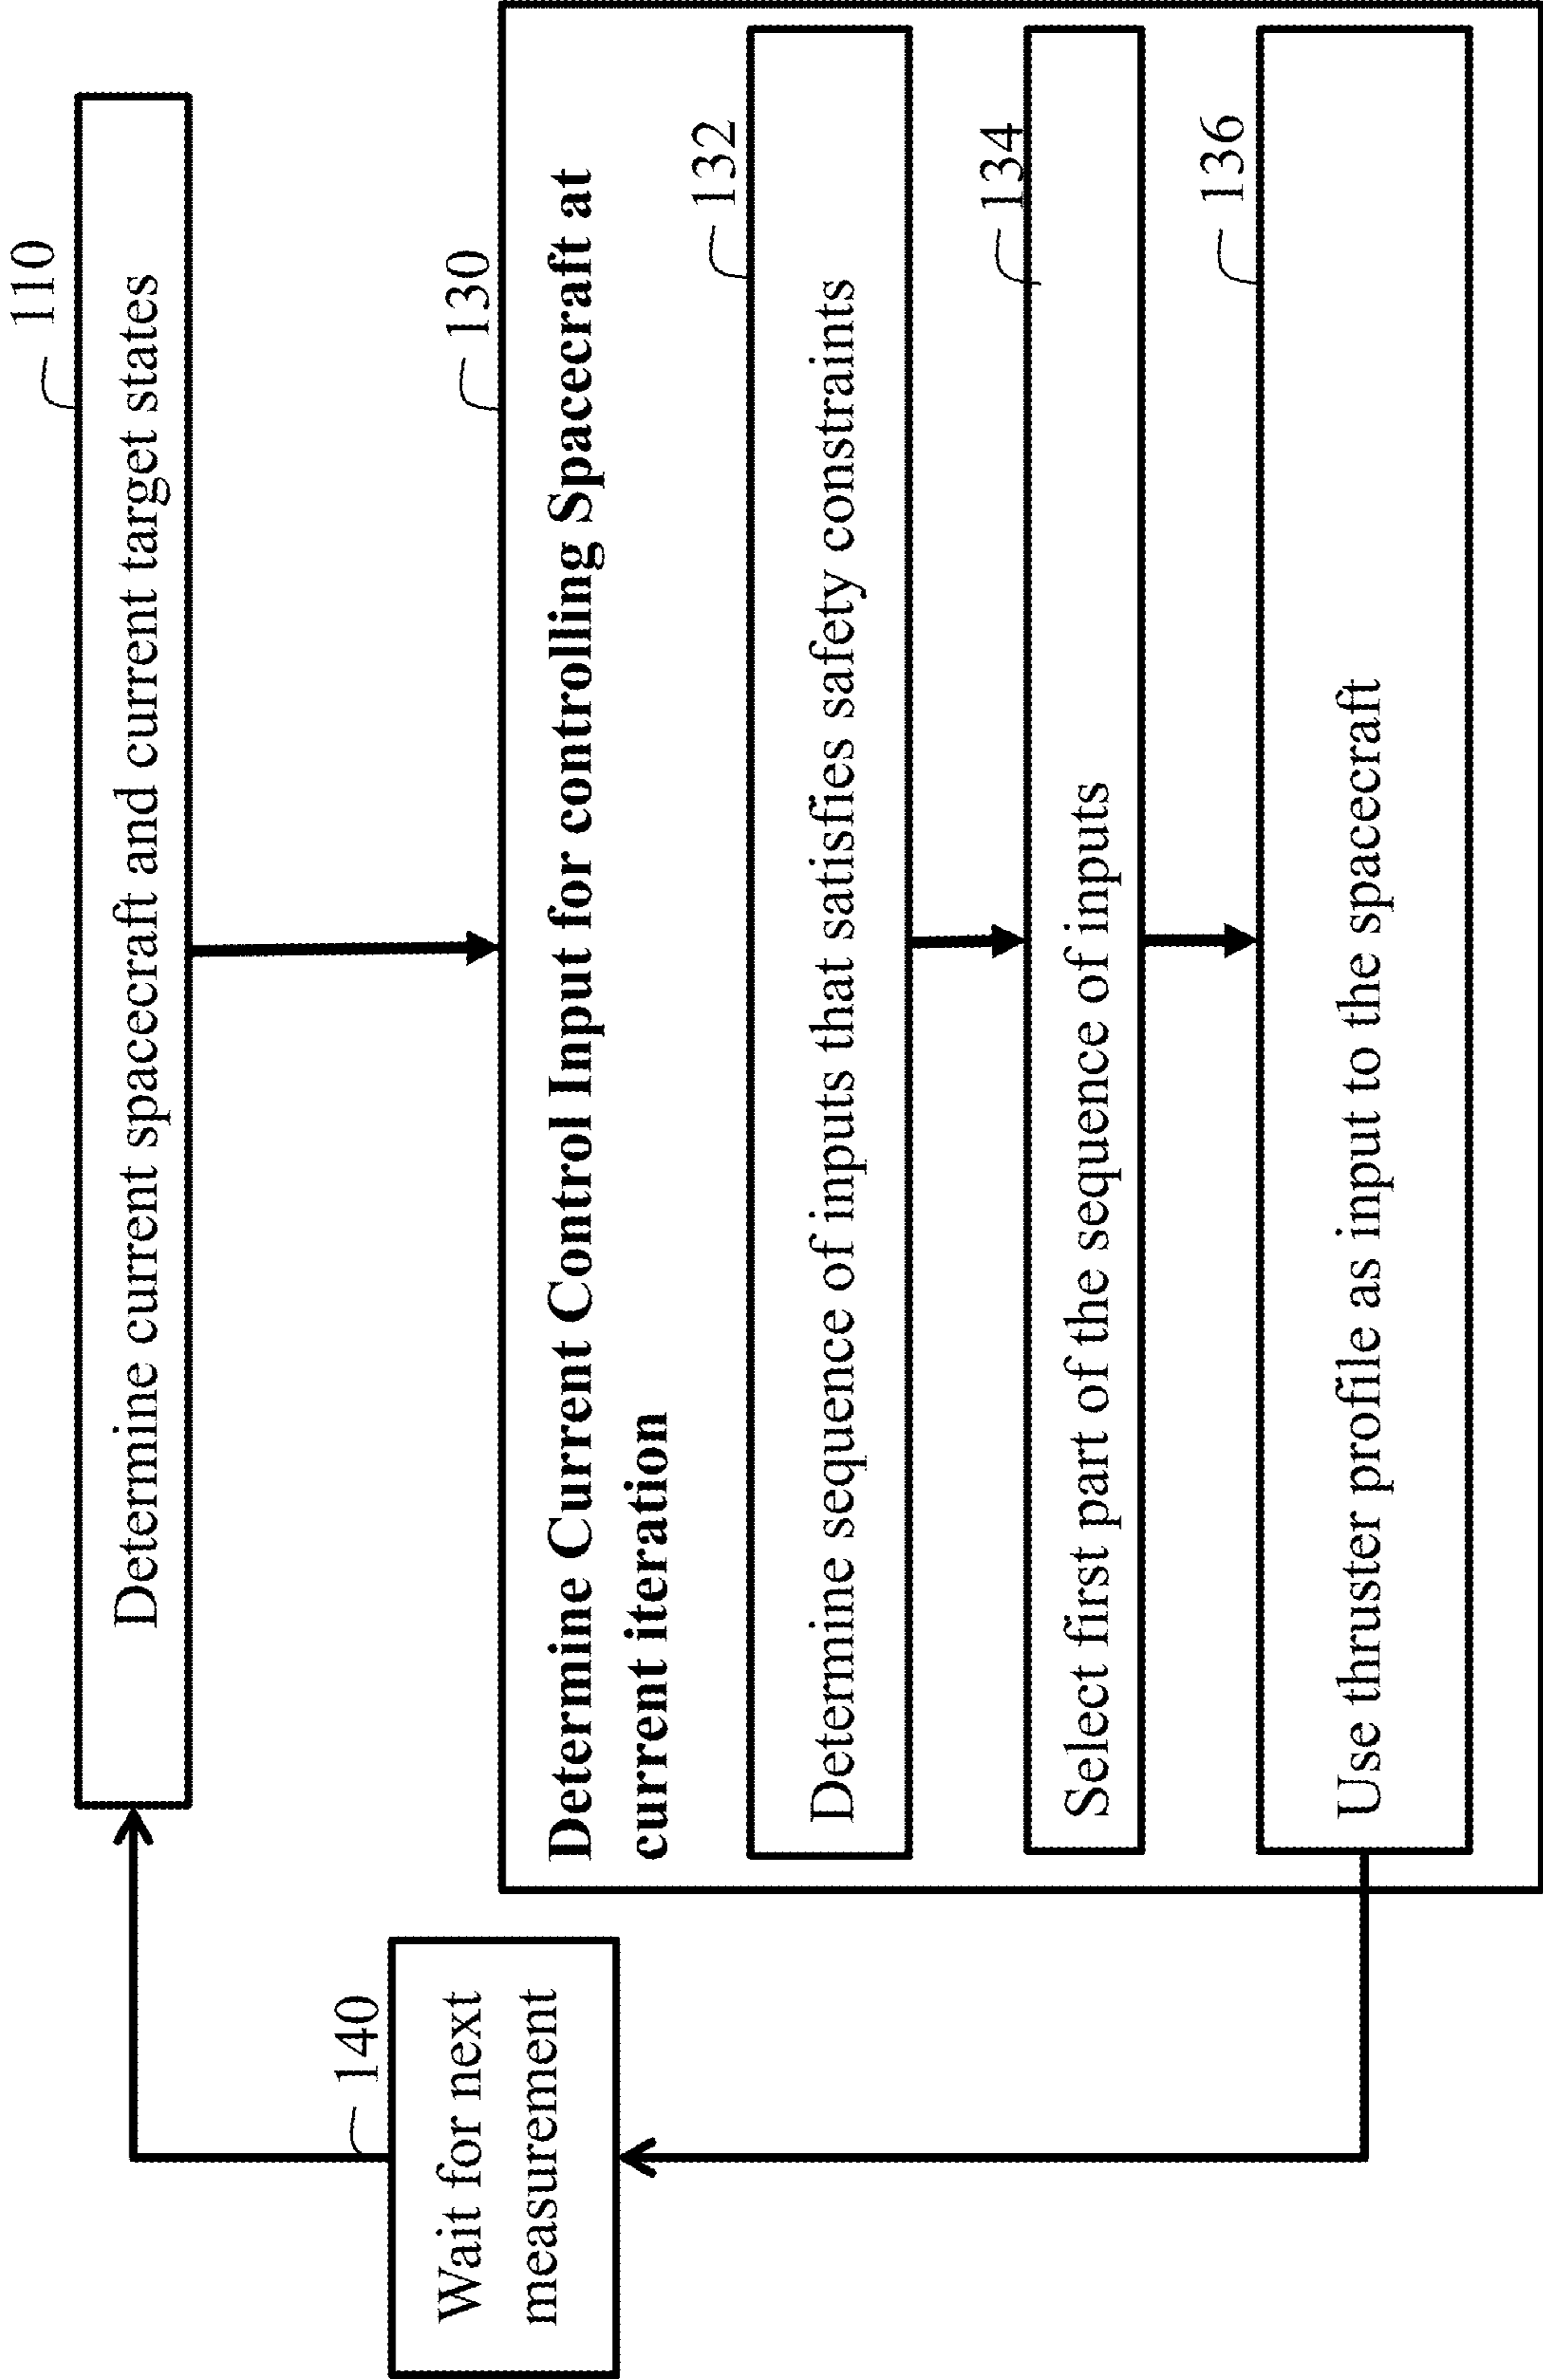 110
Determine current spacecraft and current target states
130
Determine Current Control Input for controlling Spacecraft at
current iteration
132
Determine sequence of inputs that satisfies safety constraints
134
Select first part of the sequence of inputs
136
Use thruster profile as input to the spacecraft
140
Wait for next
measurement